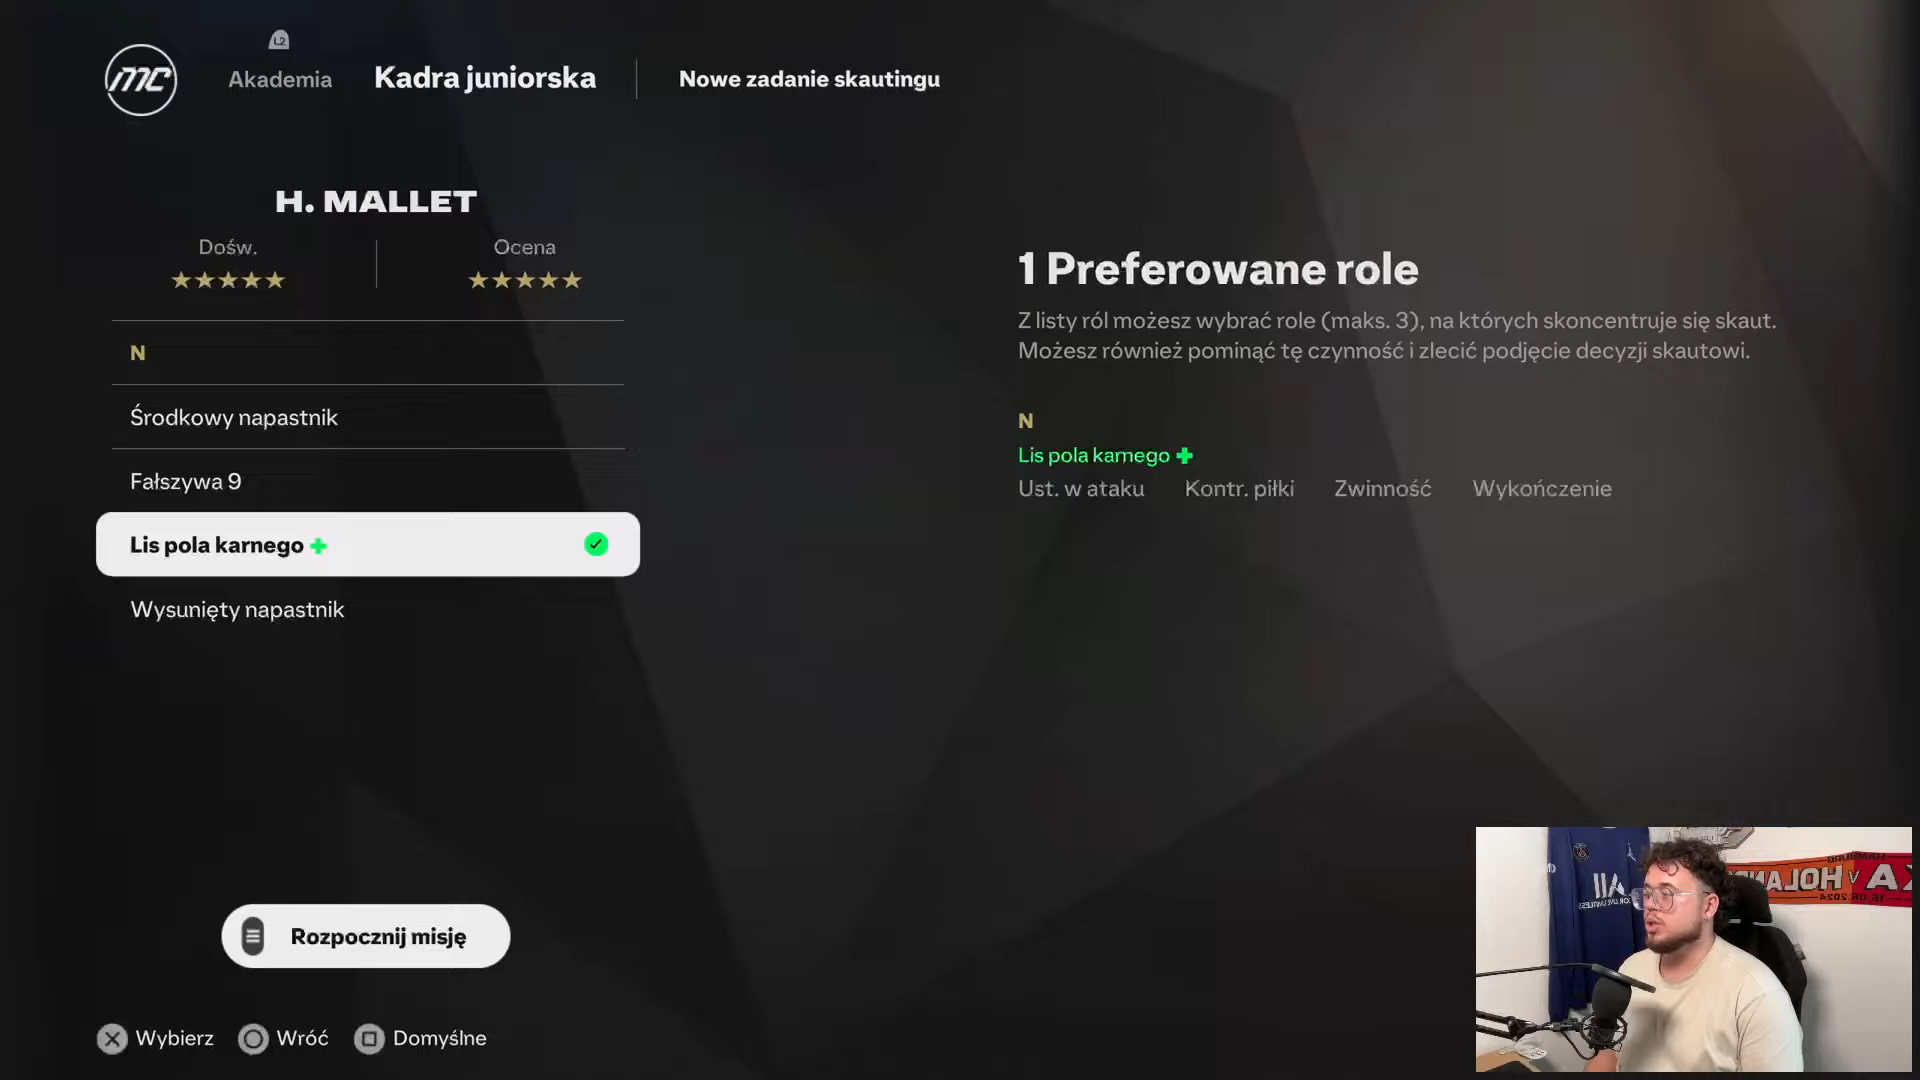 L2
MC
Akademia
Kadra juniorska
Nowe zadanie skautingu
H. MALLET
Dośw.
Ocena
N
Środkowy napastnik
Fałszywa 9
Lis pola karnego
Wysunięty napastnik
Rozpocznij misję
Wybierz
Wróć
Domyślne
1 Preferowane role
Z listy ról możesz wybrać role (maks. 3), na których skoncentruje się skaut.
Możesz również pominąć tę czynność i zlecić podjęcie decyzji skautowi.
N
Lis pola karnego
Ust. w ataku Kontr. piłki Zwinność Wykończenie